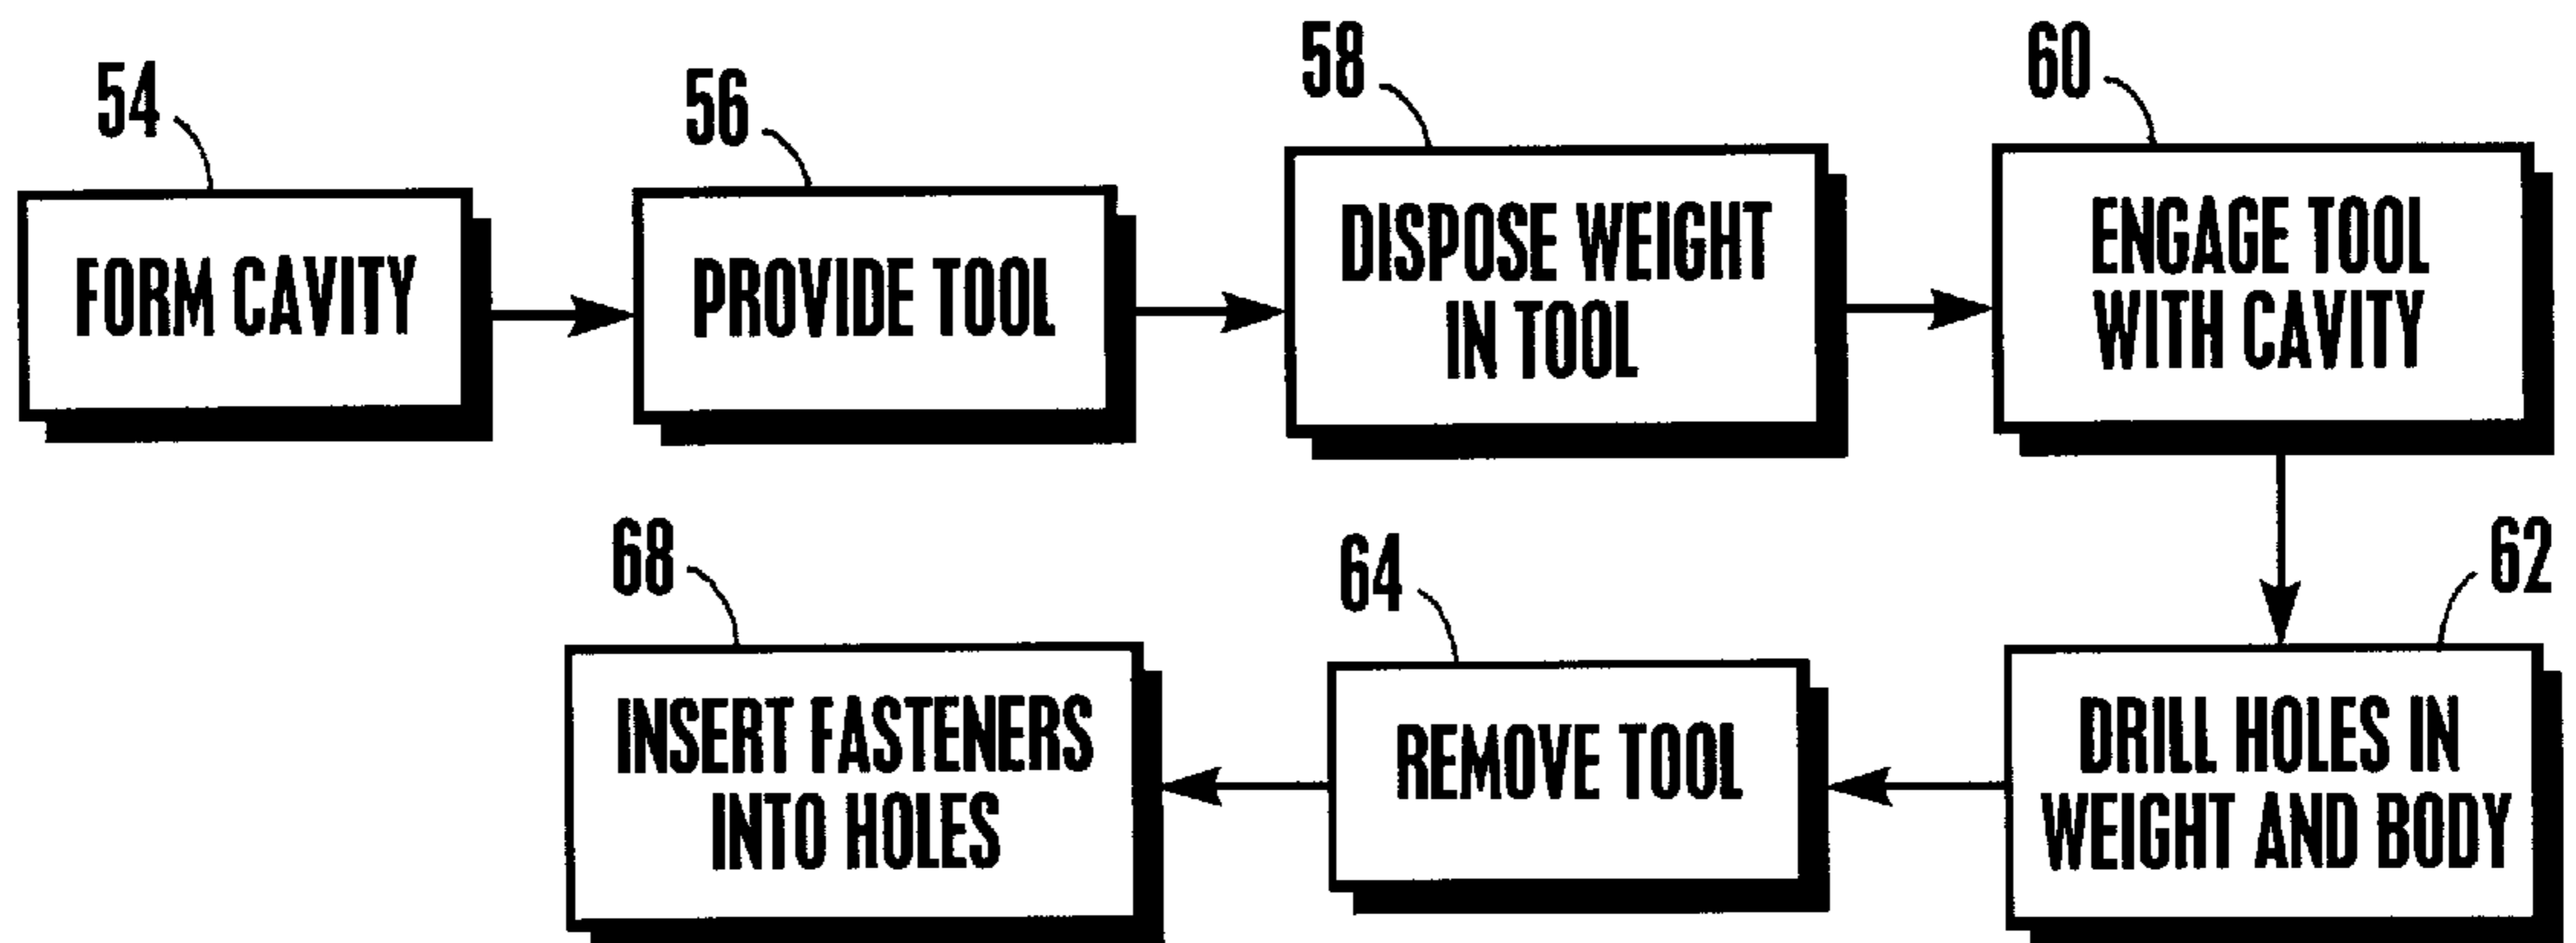 54
FORM CAVITY
56
PROVIDE TOOL
58
DISPOSE WEIGHT
IN TOOL
60
ENGAGE TOOL
WITH CAVITY
62
DRILL HOLES IN
WEIGHT AND BODY
64
REMOVE TOOL
68
INSERT FASTENERS
INTO HOLES